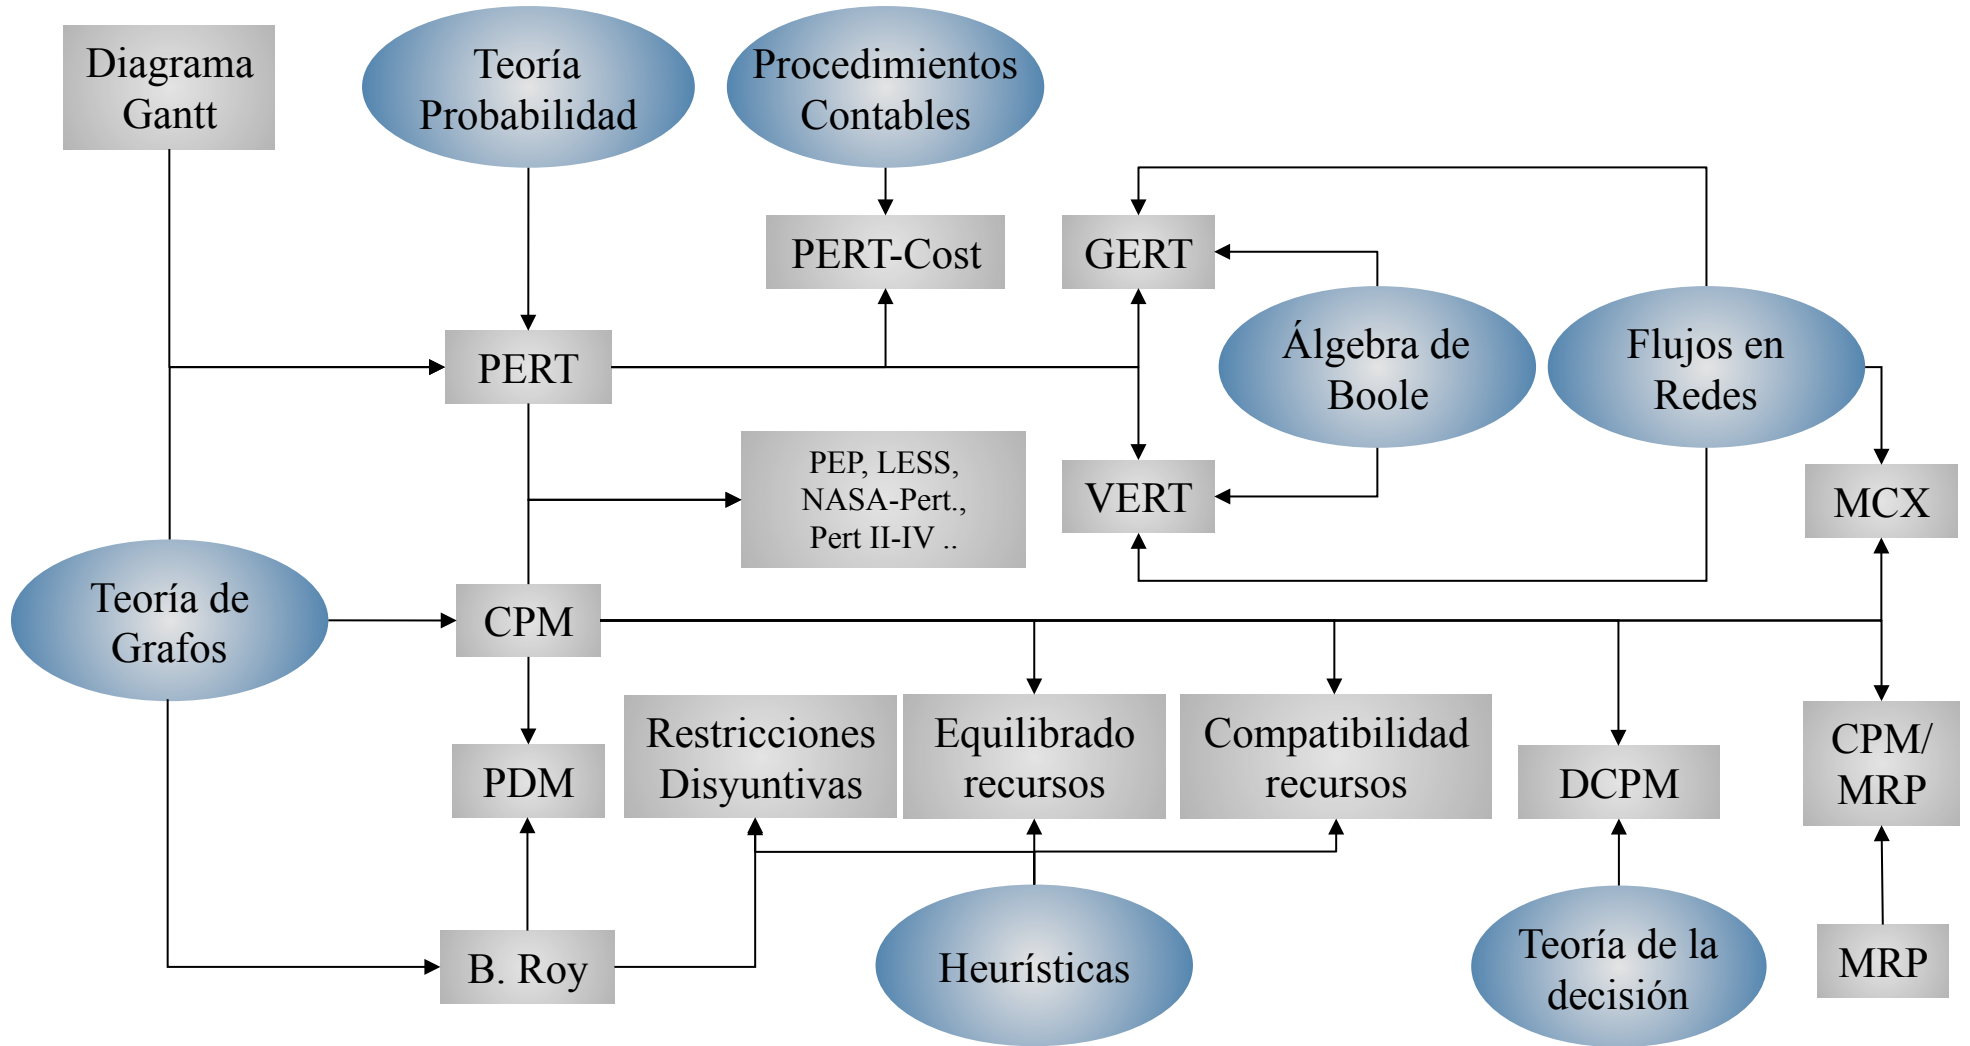 Diagrama
Gantt
Teoría
Probabilidad
Procedimientos
Contables
PERT-Cost
GERT
PERT
Álgebra de
Boole
Flujos en
Redes
PEP, LESS,
NASA-Pert.,
Pert II-IV ..
VERT
MCX
Teoría de
Grafos
CPM
PDM
Restricciones
Disyuntivas
Equilibrado
recursos
Compatibilidad
recursos
DCPM
CPM/
MRP
B. Roy
Heurísticas
Teoría de la
decisión
MRP